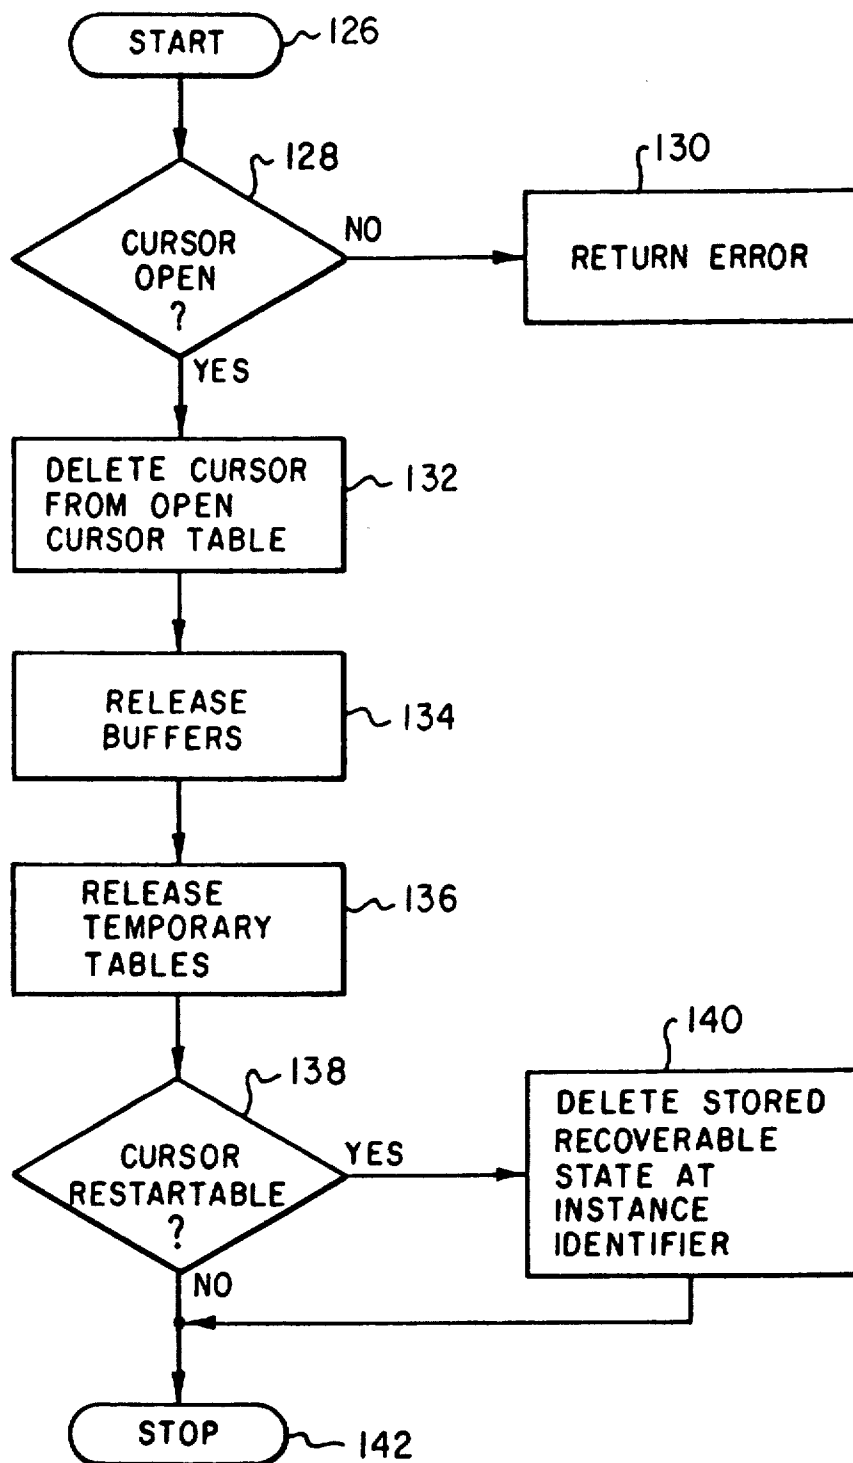 START
126
128
CURSOR
OPEN
?
NO
130
RETURN ERROR
YES
DELETE CURSOR
FROM OPEN
CURSOR TABLE
132
RELEASE
BUFFERS
134
RELEASE
TEMPORARY
TABLES
136
138
CURSOR
RESTARTABLE
?
YES
140
DELETE STORED
RECOVERABLE
STATE AT
INSTANCE
IDENTIFIER
NO
STOP
142